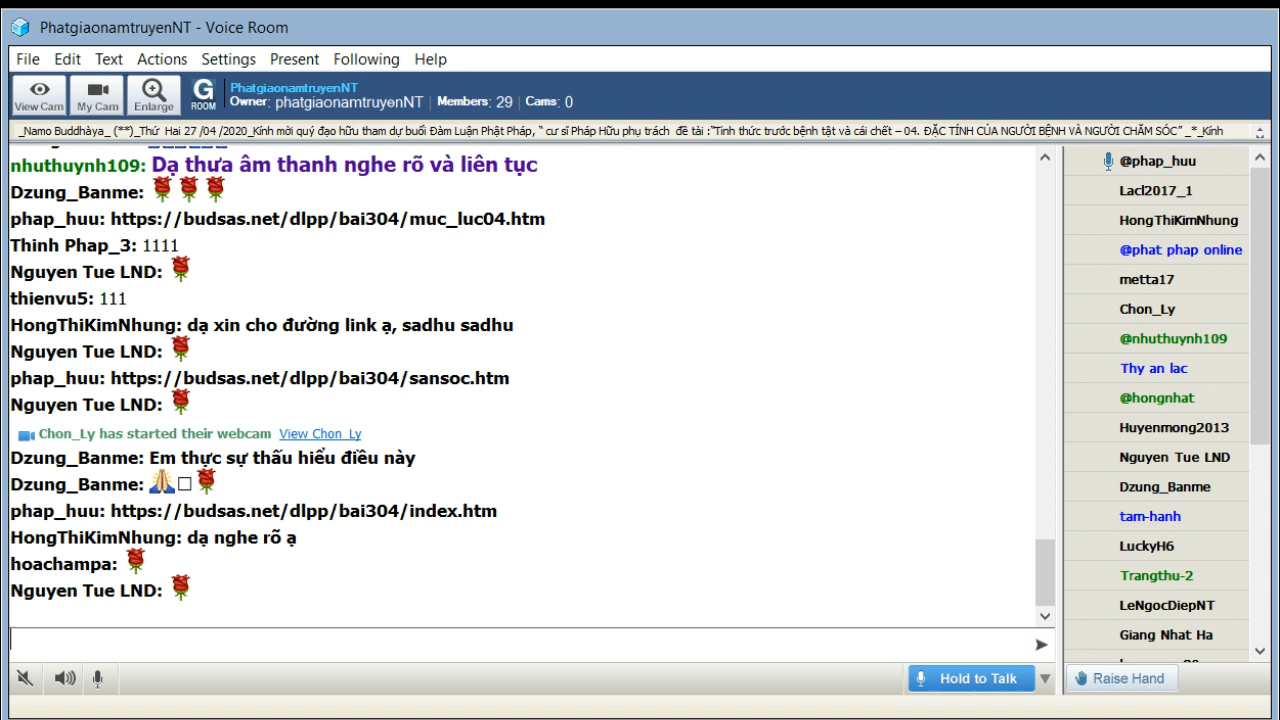 PhatgiaonamtruyenNT - Voice Room
File Edit Text Actions Settings Present Following Help
View Cam My Cam Enlarge G ROOM
PhatgiaonamtruyenNT
Owner: phatgiaonamtruyenNT | Members: 29 | Cams: 0
_Namo Buddhàya_ (**)_Thứ Hai 27 /04 /2020_Kính mời quý đạo hữu tham dự buổi Đàm Luận Phật Pháp, " cư sĩ Pháp Hữu phụ trách đề tài :"Tỉnh thức trước bệnh tật và cái chết – 04. ĐẶC TÍNH CỦA NGƯỜI BỆNH VÀ NGƯỜI CHĂM SÓC" _*_Kính
nhuthuynh109: Dạ thưa âm thanh nghe rõ và liên tục
Dzung_Banme:
phap_huu: https://budsas.net/dlpp/bai304/muc_luc04.htm
Thinh Phap_3: 1111
Nguyen Tue LND:
thienvu5: 111
HongThiKimNhung: dạ xin cho đường link ạ, sadhu sadhu
Nguyen Tue LND:
phap_huu: https://budsas.net/dlpp/bai304/sansoc.htm
Nguyen Tue LND:
Chon_Ly has started their webcam View Chon_Ly
Dzung_Banme: Em thực sự thấu hiểu điều này
Dzung_Banme:
phap_huu: https://budsas.net/dlpp/bai304/index.htm
HongThiKimNhung: dạ nghe rõ ạ
hoachampa:
Nguyen Tue LND:
@phap_huu
Lacl2017_1
HongThiKimNhung
@phat phap online
metta17
Chon_Ly
@nhuthuynh109
Thy an lac
@hongnhat
Huyenmong2013
Nguyen Tue LND
Dzung_Banme
tam-hanh
LuckyH6
Trangthu-2
LeNgocDiepNT
Giang Nhat Ha
Hold to Talk
Raise Hand